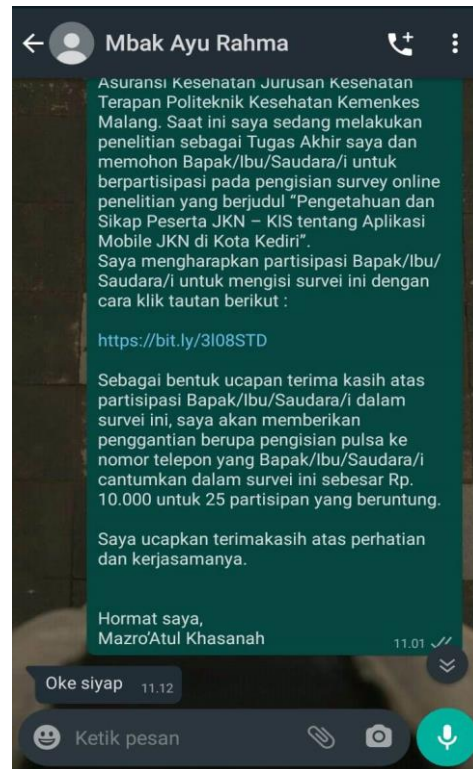 Mbak Ayu Rahma
Asuransi Kesehatan Jurusan Kesehatan
Terapan Politeknik Kesehatan Kemenkes
Malang. Saat ini saya sedang melakukan
penelitian sebagai Tugas Akhir saya dan
memohon Bapak/Ibu/Saudara/i untuk
berpartisipasi pada pengisian survey online
penelitian yang berjudul “Pengetahuan dan
Sikap Peserta JKN – KIS tentang Aplikasi
Mobile JKN di Kota Kediri”.
Saya mengharapkan partisipasi Bapak/Ibu/
Saudara/i untuk mengisi survei ini dengan
cara klik tautan berikut :
https://bit.ly/3l08STD
Sebagai bentuk ucapan terima kasih atas
partisipasi Bapak/Ibu/Saudara/i dalam
survei ini, saya akan memberikan
penggantian berupa pengisian pulsa ke
nomor telepon yang Bapak/Ibu/Saudara/i
cantumkan dalam survei ini sebesar Rp.
10.000 untuk 25 partisipan yang beruntung.
Saya ucapkan terimakasih atas perhatian
dan kerjasamanya.
Hormat saya,
Mazro’Atul Khasanah
11.01
Oke siyap 11.12
Ketik pesan